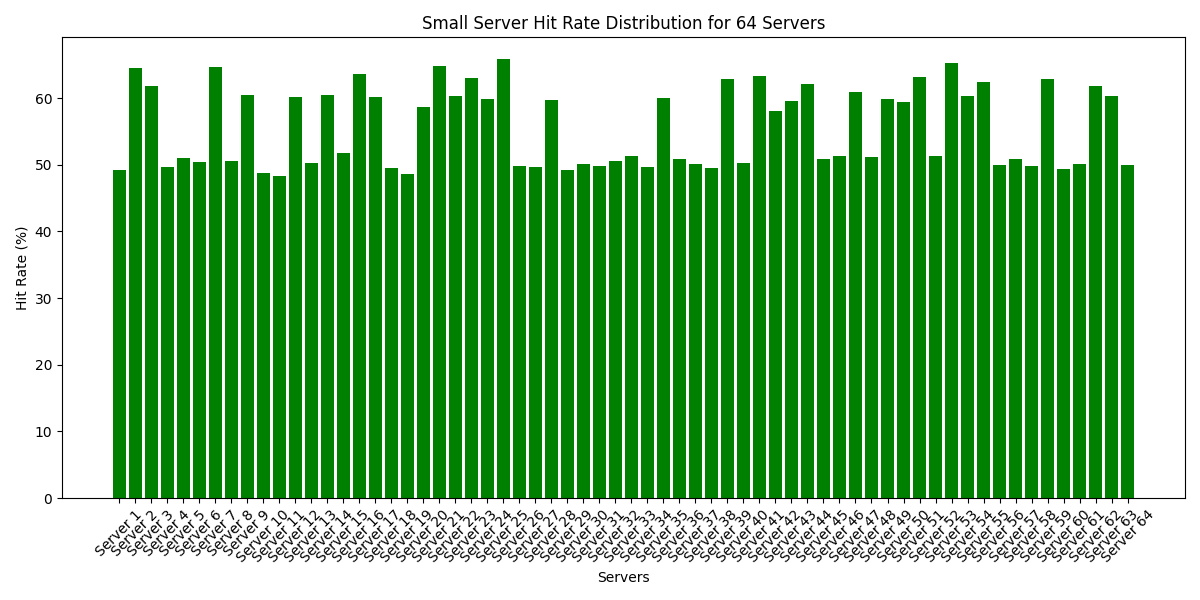 Small Server Hit Rate Distribution for 64 Servers
Hit Rate (%)
60
50
40
30
20
10
0
Server 1
Server 2
Server 3
Server 4
Server 5
Server 6
Server 7
Server 8
Server 9
Server 10
Server 11
Server 12
Server 13
Server 14
Server 15
Server 16
Server 17
Server 18
Server 19
Server 20
Server 21
Server 22
Server 23
Server 24
Server 25
Server 26
Server 27
Server 28
Server 29
Server 30
Server 31
Server 32
Server 33
Server 34
Server 35
Server 36
Server 37
Server 38
Server 39
Server 40
Server 41
Server 42
Server 43
Server 44
Server 45
Server 46
Server 47
Server 48
Server 49
Server 50
Server 51
Server 52
Server 53
Server 54
Server 55
Server 56
Server 57
Server 58
Server 59
Server 60
Server 61
Server 62
Server 63
Server 64
Servers